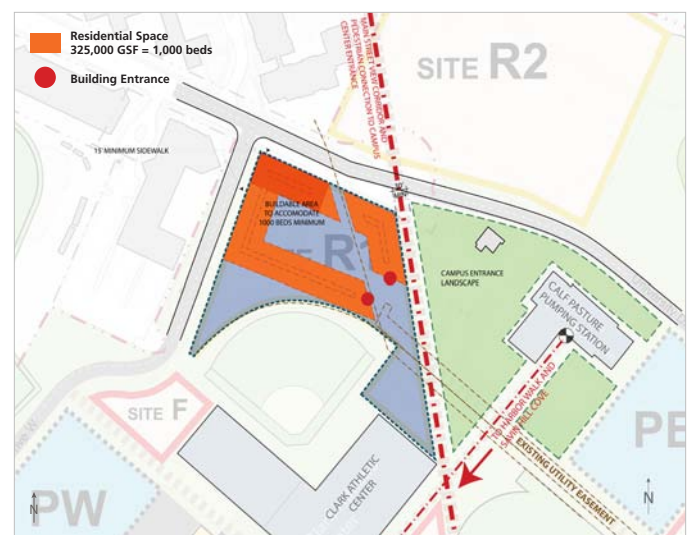 Residential Space
325,000 GSF = 1,000 beds
Building Entrance
MAIN STREET VIEW CORRIDOR AND
PEDESTRIAN CONNECTION TO CAMPUS
CENTER ENTRANCE
SITE R2
15' MINIMUM SIDEWALK
BUILDABLE AREA
TO ACCOMODATE
1000 BEDS MINIMUM
R1
CAMPUS ENTRANCE
LANDSCAPE
CALF PASTURE
PUMPING STATION
SITE F
TO HARBOR WALK AND
SAVIN HILL COVE
EXISTING UTILITY EASEMENT
CLARK ATHLETIC
CENTER
PW
PE
N
N